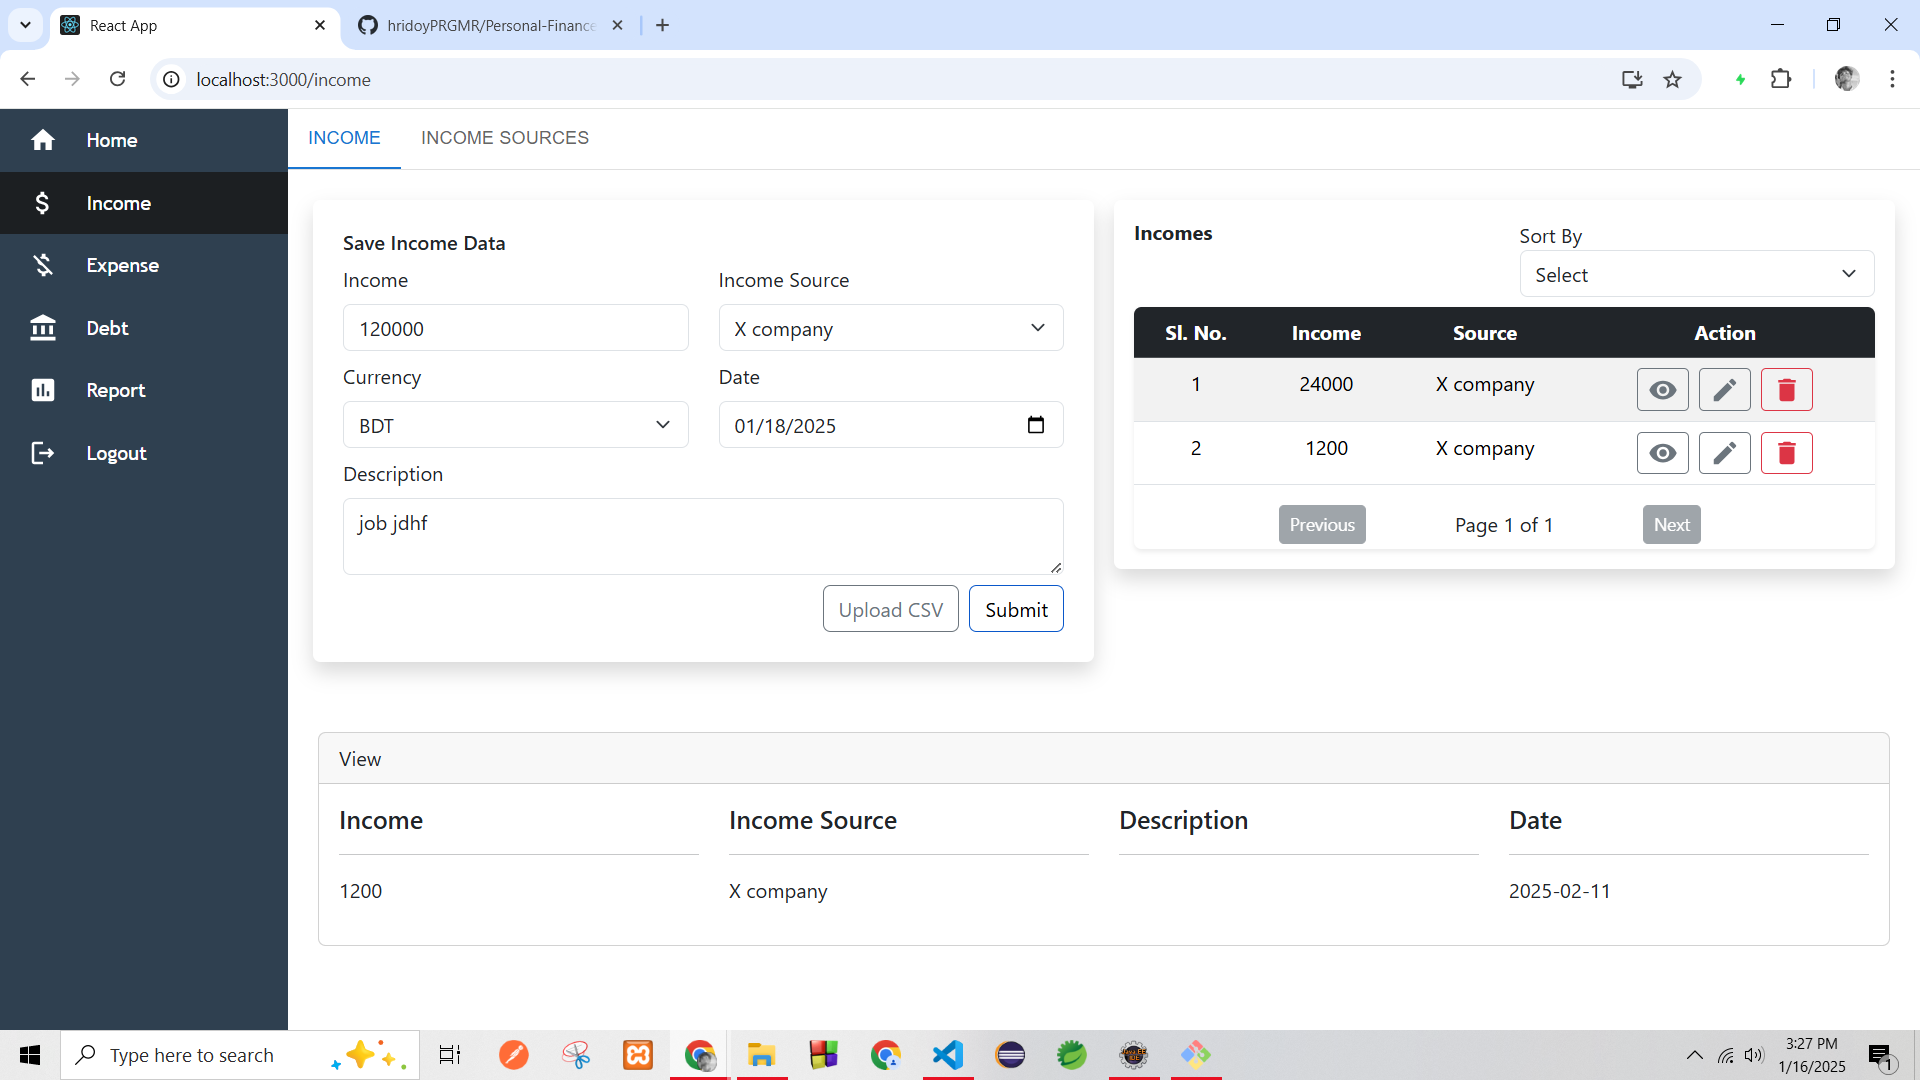 React App
hridoyPRGMR/Personal-Finance
localhost:3000/income
Home
Income
Expense
Debt
Report
Logout
INCOME INCOME SOURCES
Save Income Data
Income Income Source
120000 X company
Currency Date
BDT 01/18/2025
Description
job jdhf
Upload CSV Submit
Incomes
Sort By
Select
Sl. No. Income Source Action
1 24000 X company
2 1200 X company
Previous Page 1 of 1 Next
View
Income Income Source Description Date
1200 X company 2025-02-11
Type here to search
3:27 PM
1/16/2025
1